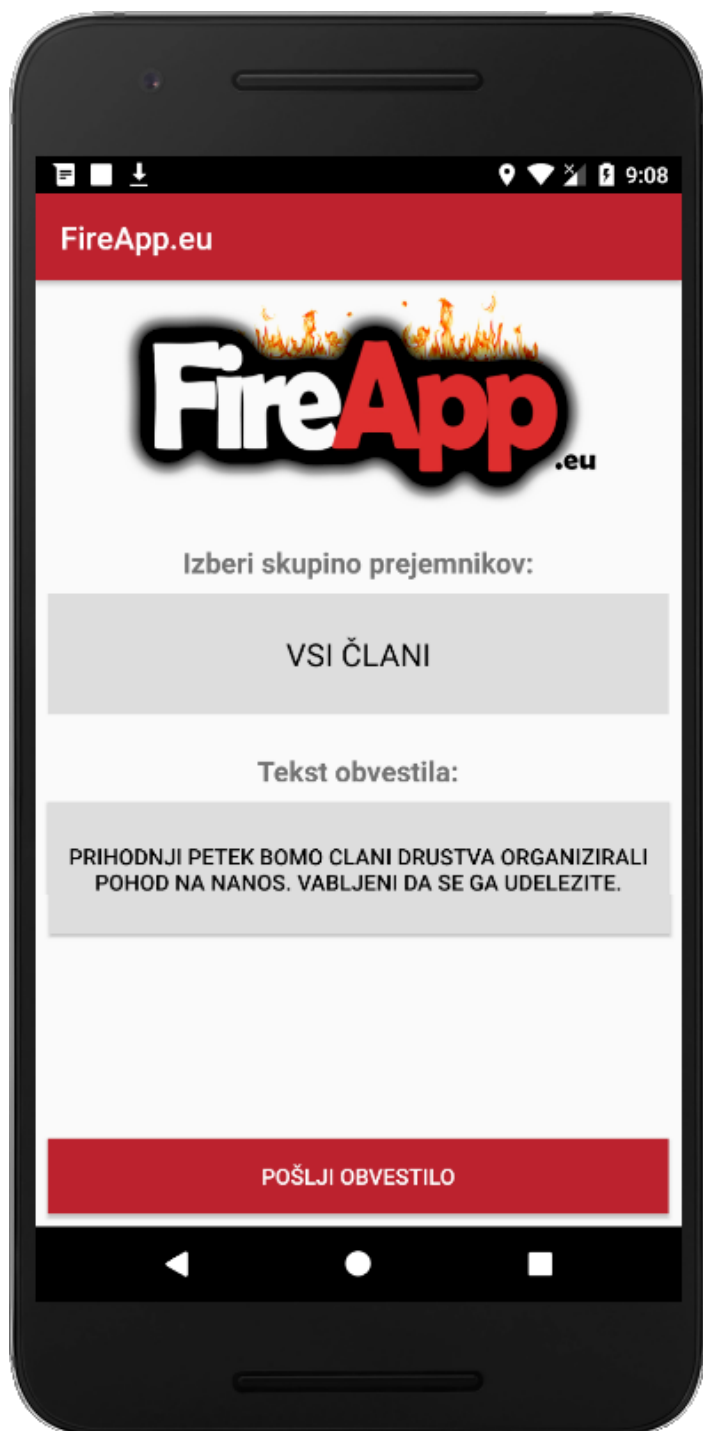 9:08
FireApp.eu
FireApp
.eu
Izberi skupino prejemnikov:
VSI ČLANI
Tekst obvestila:
PRIHODNJI PETEK BOMO CLANI DRUSTVA ORGANIZIRALI
POHOD NA NANOS. VABLJENI DA SE GA UDELEZITE.
POŠLJI OBVESTILO